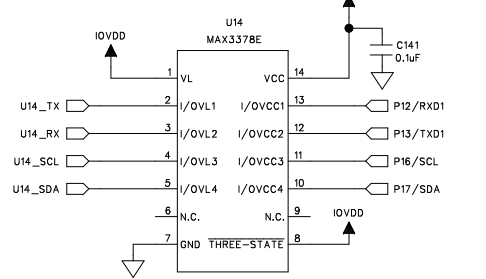 U14
MAX3378E
IOVDD
C141
0.1uF
1 VL VCC 14
U14_TX 2 I/OVL1 I/OVCC1 13 P12/RXD1
U14_RX 3 I/OVL2 I/OVCC2 12 P13/TXD1
U14_SCL 4 I/OVL3 I/OVCC3 11 P16/SCL
U14_SDA 5 I/OVL4 I/OVCC4 10 P17/SDA
6 N.C. N.C. 9
IOVDD
7 GND THREE-STATE 8